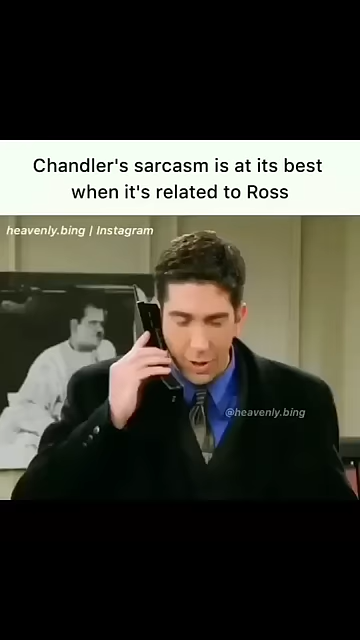 Chandler's sarcasm is at its best
when it's related to Ross
heavenly.bing | Instagram
@heavenly.bing